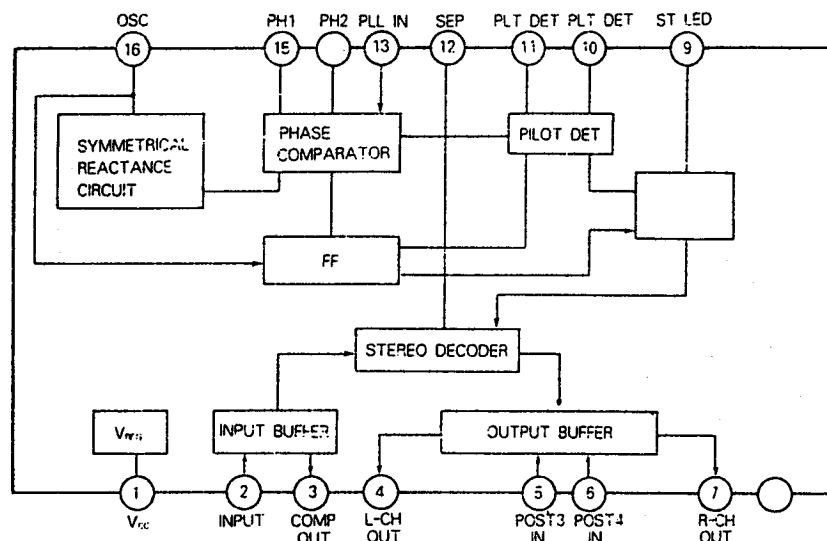 OSC PH1 PH2 PLL IN SEP PLT DET PLT DET ST LED
16 15 13 12 11 10 9
SYMMETRICAL
REACTANCE
CIRCUIT
PHASE
COMPARATOR
PILOT DET
FF
STEREO DECODER
INPUT BUFFER
OUTPUT BUFFER
1 2 3 4 5 6 7
INPUT COMP L-CH POST3 POST4 R-CH
OUT OUT IN IN OUT